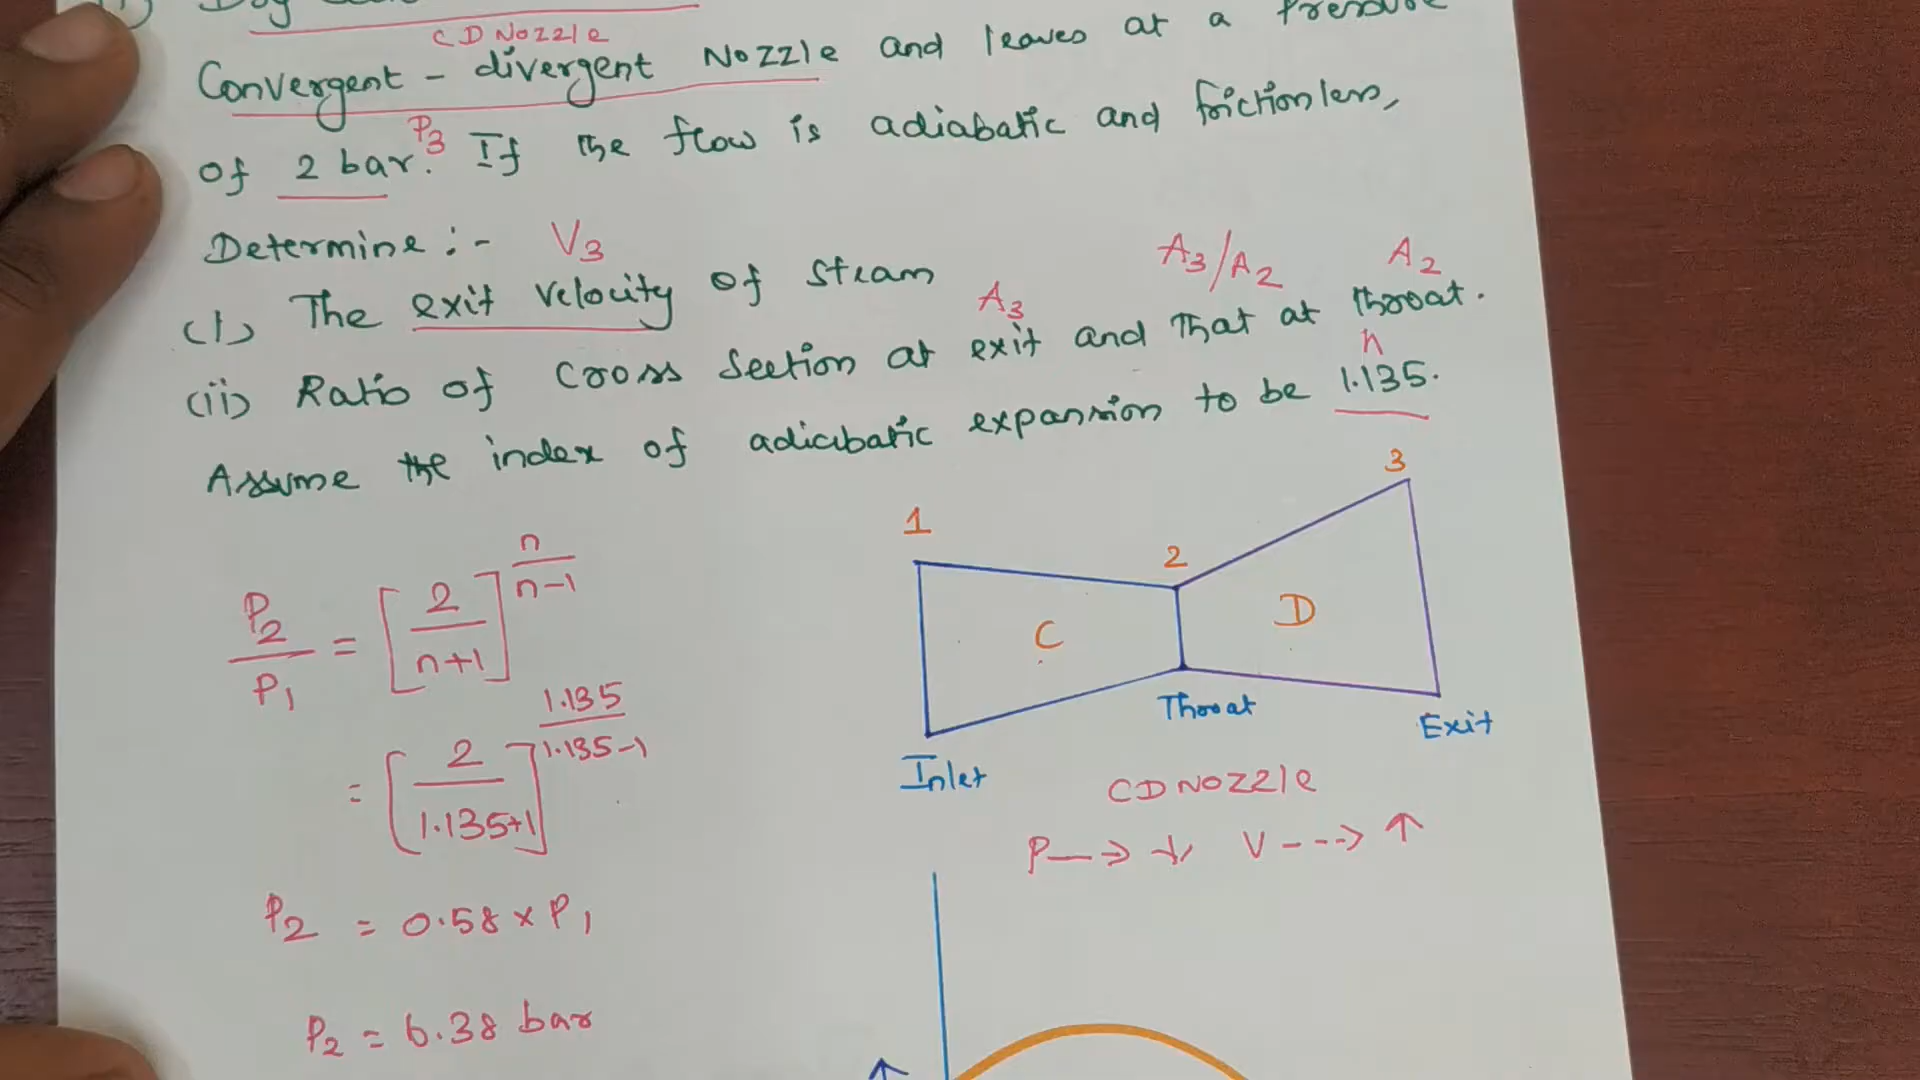 CD Nozzle
Convergent - divergent Nozzle and leaves at a Pressure
of 2 bar. P3 If the flow is adiabatic and frictionless,
Determine :- V3
(i) The exit velocity of steam
A3 A3/A2 A2
(ii) Ratio of Cross Section at exit and that at throat.
n
Assume the index of adiabatic expansion to be 1.135.
P2/P1 = [2/n+1] n/n-1
= [2/1.135+1] 1.135/1.135-1
P2 = 0.58 x P1
P2 = 6.38 bar
1
2
3
C
D
Throat
Exit
Inlet
CD NOZZLE
P → ↓ V ---> ↑